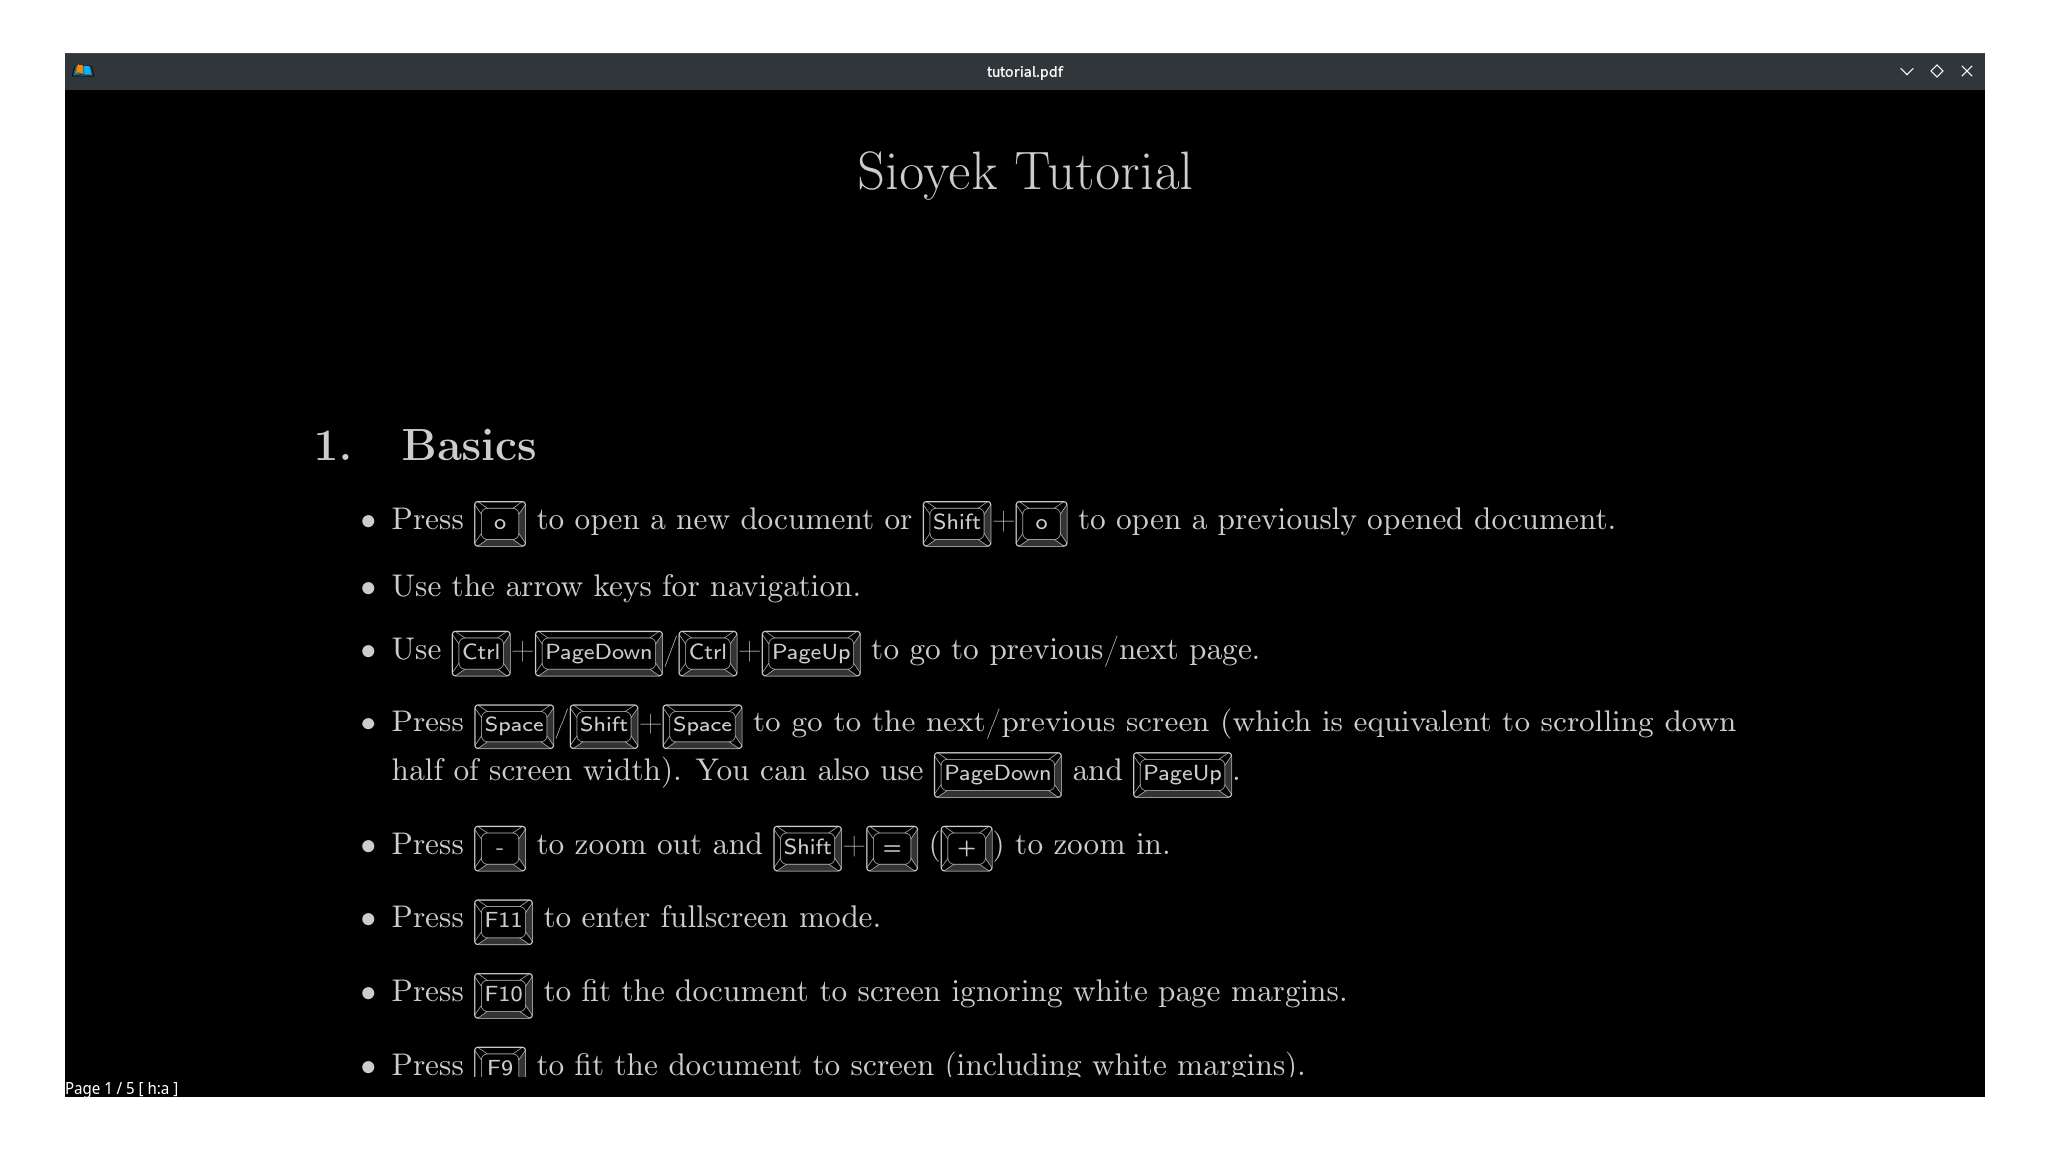 tutorial.pdf
Sioyek Tutorial
1. Basics
• Press o to open a new document or Shift+o to open a previously opened document.
• Use the arrow keys for navigation.
• Use Ctrl+PageDown/Ctrl+PageUp to go to previous/next page.
• Press Space/Shift+Space to go to the next/previous screen (which is equivalent to scrolling down
half of screen width). You can also use PageDown and PageUp.
• Press - to zoom out and Shift+= (+) to zoom in.
• Press F11 to enter fullscreen mode.
• Press F10 to fit the document to screen ignoring white page margins.
• Press F9 to fit the document to screen (including white margins).
Page 1 / 5 [ h:a ]